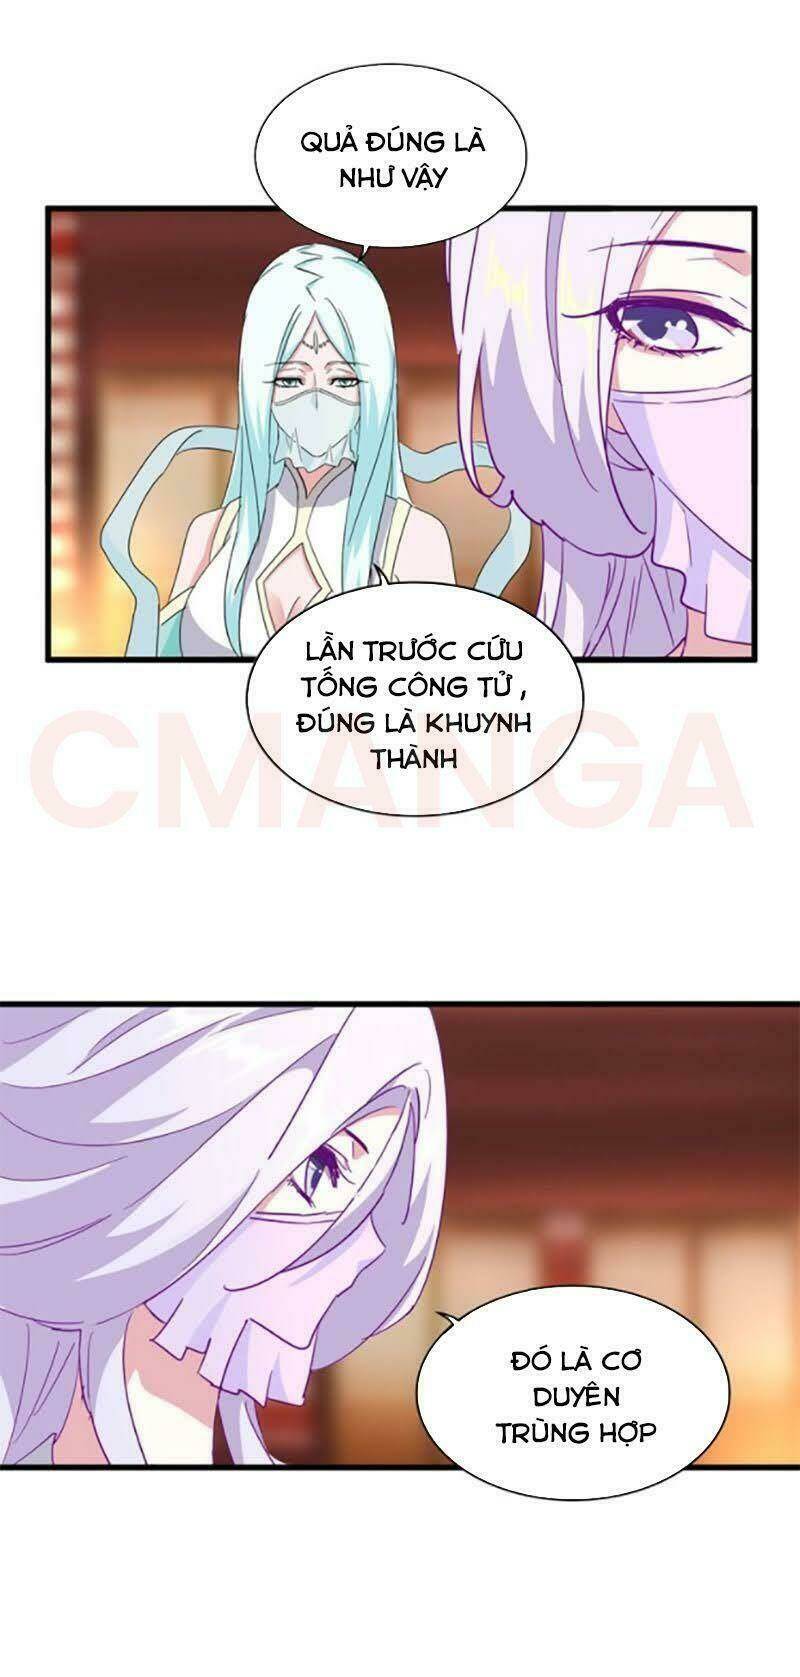 QUẢ ĐÚNG LÀ
NHƯ VẬY
LẦN TRƯỚC CỨU
TỐNG CÔNG TỬ ,
ĐÚNG LÀ KHUYNH
THÀNH
CMANGA
ĐÓ LÀ CƠ
DUYÊN
TRÙNG HỢP